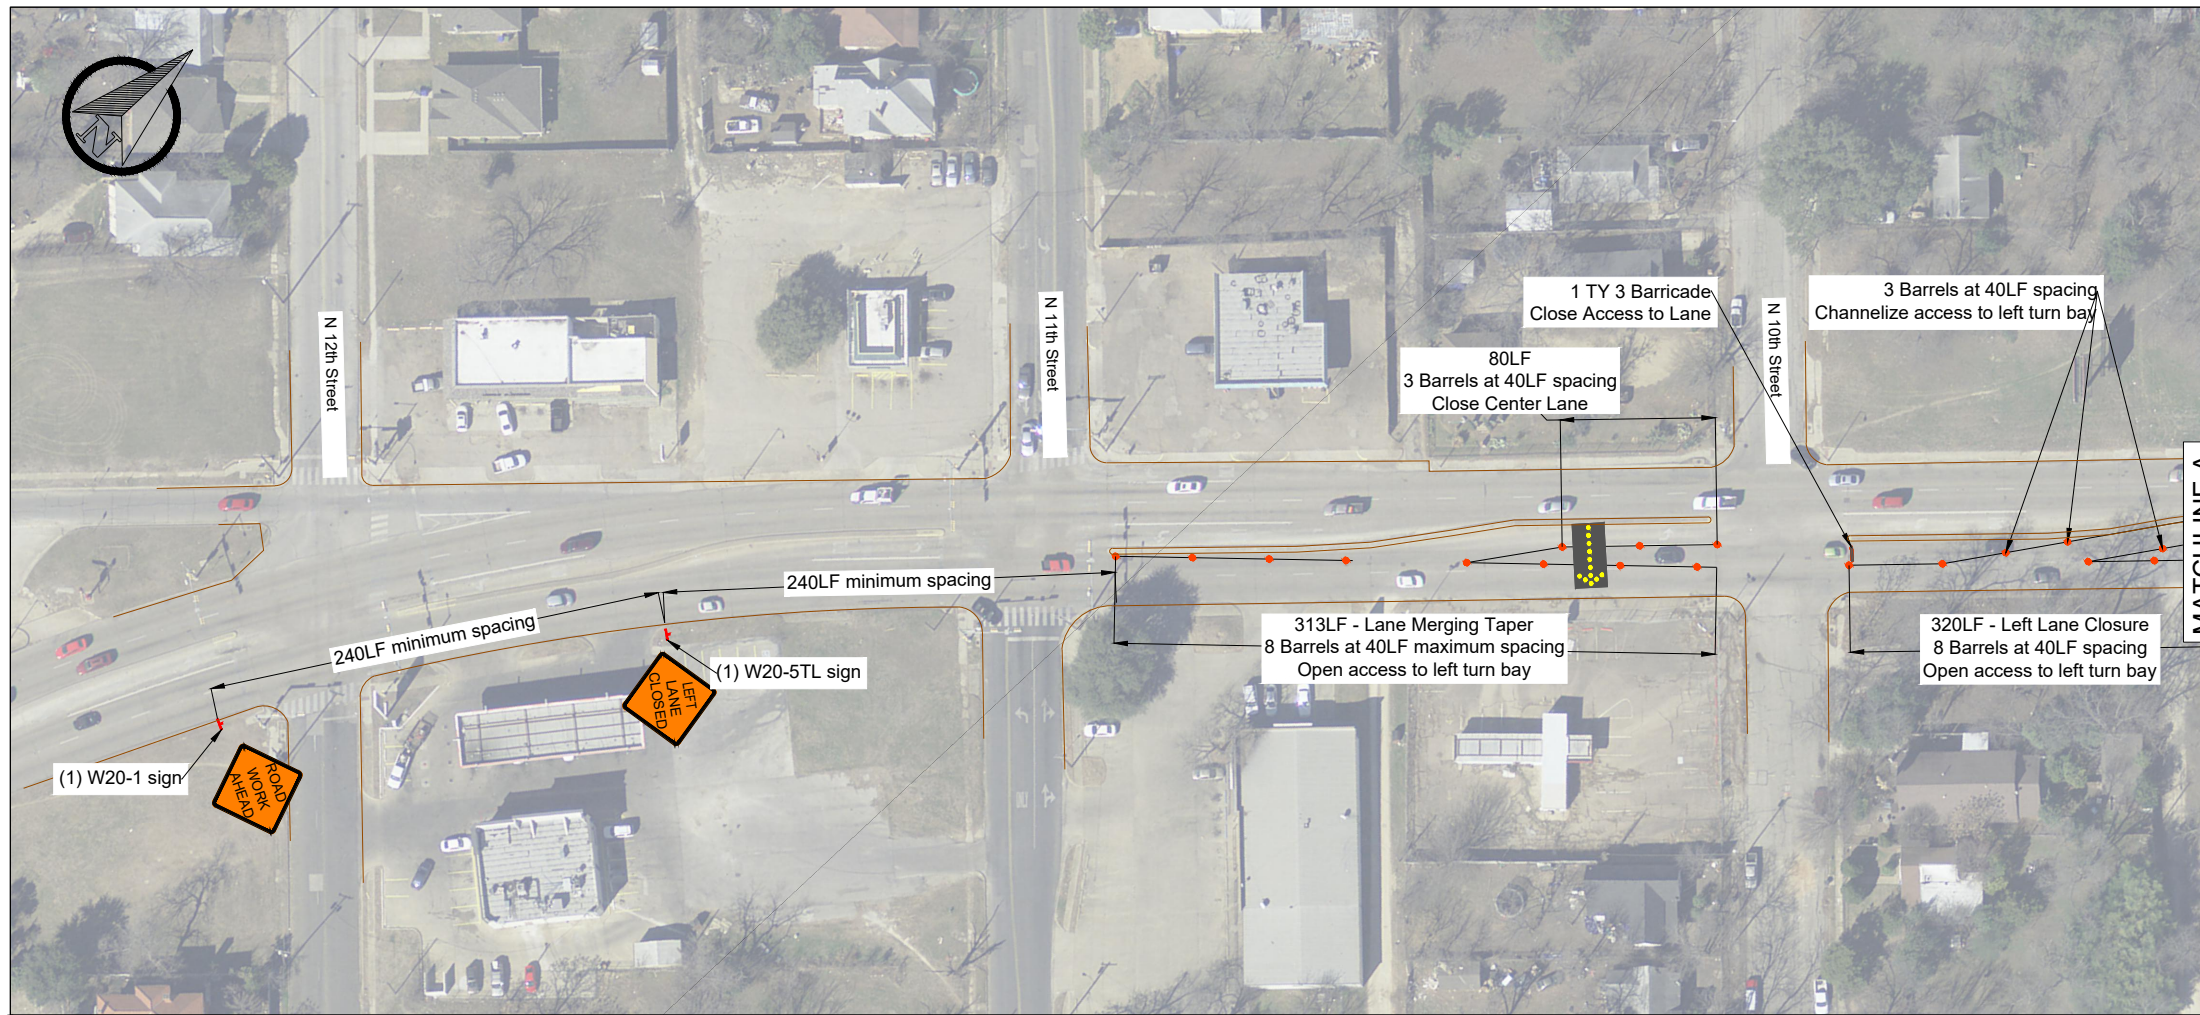 N
N 12th Street
N 11th Street
N 10th Street
1 TY 3 Barricade
Close Access to Lane
3 Barrels at 40LF spacing
Channelize access to left turn bay
80LF
3 Barrels at 40LF spacing
Close Center Lane
240LF minimum spacing
240LF minimum spacing
(1) W20-1 sign
ROAD
WORK
AHEAD
(1) W20-5TL sign
LEFT
LANE
CLOSED
313LF - Lane Merging Taper
8 Barrels at 40LF maximum spacing
Open access to left turn bay
320LF - Left Lane Closure
8 Barrels at 40LF spacing
Open access to left turn bay
MATCHLINE A